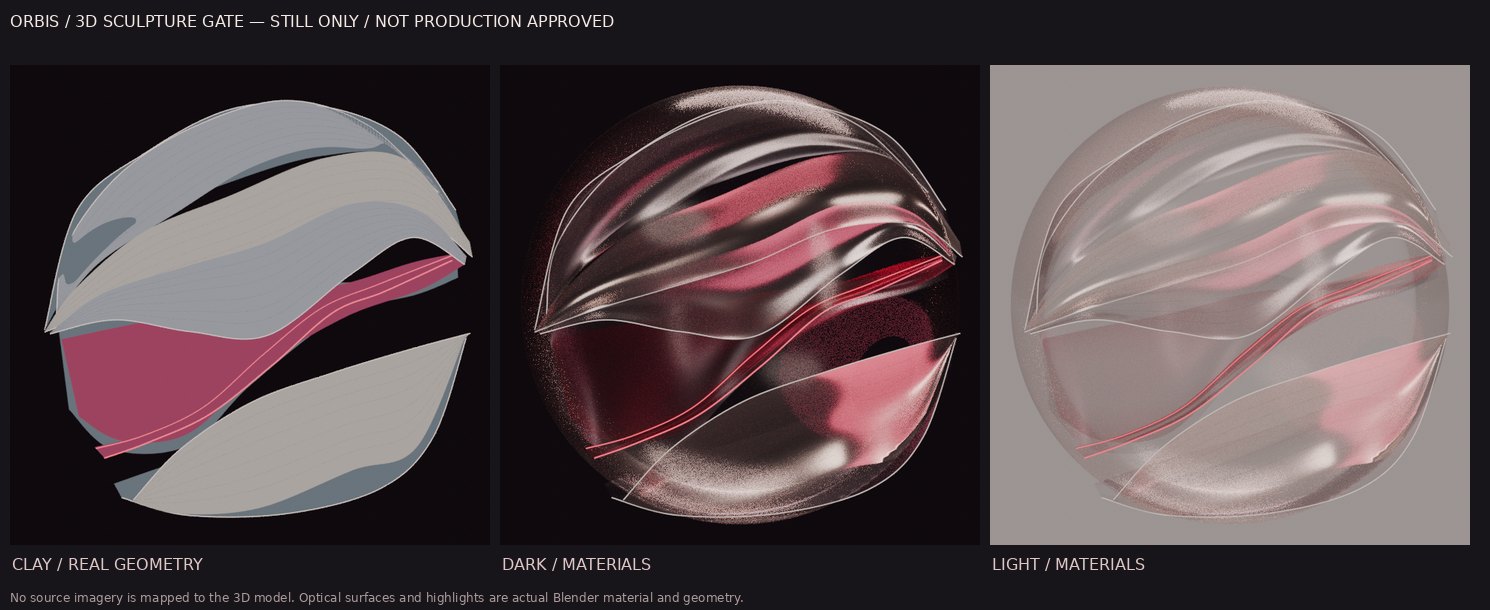 ORBIS / 3D SCULPTURE GATE — STILL ONLY / NOT PRODUCTION APPROVED
CLAY / REAL GEOMETRY
DARK / MATERIALS
LIGHT / MATERIALS
No source imagery is mapped to the 3D model. Optical surfaces and highlights are actual Blender material and geometry.